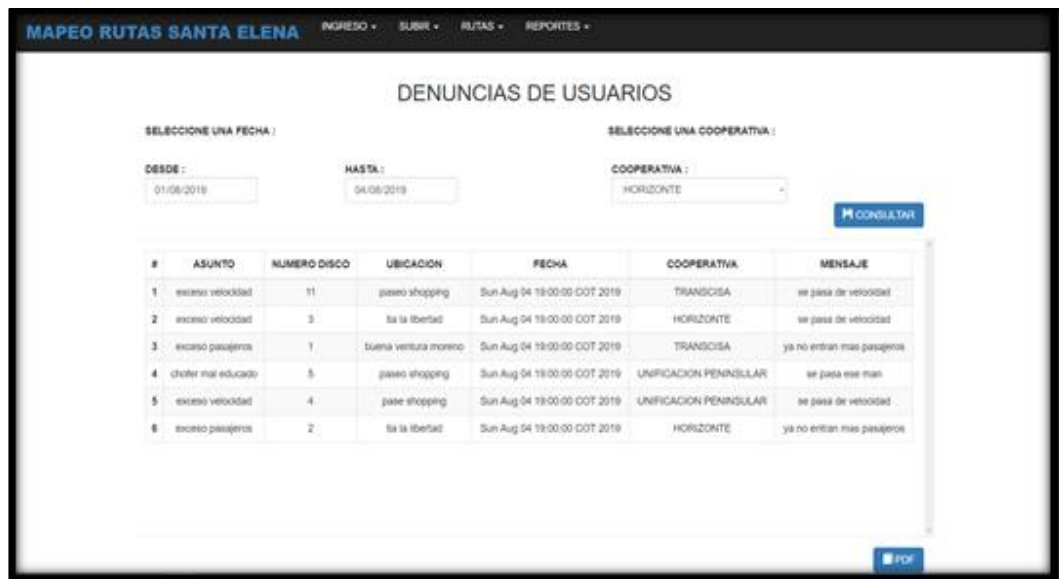 MAPEO RUTAS SANTA ELENA INGRESO SUBIR RUTAS REPORTES
DENUNCIAS DE USUARIOS
SELECCIONE UNA FECHA : SELECCIONE UNA COOPERATIVA :
DESDE : HASTA : COOPERATIVA :
01/08/2019 04/08/2019 HORIZONTE
CONSULTAR
# ASUNTO NUMERO DISCO UBICACION FECHA COOPERATIVA MENSAJE
1 exceso velocidad 11 paseo shopping Sun Aug 04 19:00:00 COT 2019 TRANSCISA se pasa de velocidad
2 exceso velocidad 3 tia la libertad Sun Aug 04 19:00:00 COT 2019 HORIZONTE se pasa de velocidad
3 exceso pasajeros 1 buena ventura moreno Sun Aug 04 19:00:00 COT 2019 TRANSCISA ya no entran mas pasajeros
4 chofer mal educado 5 paseo shopping Sun Aug 04 19:00:00 COT 2019 UNIFICACION PENINSULAR se pasa ese man
5 exceso velocidad 4 pase shopping Sun Aug 04 19:00:00 COT 2019 UNIFICACION PENINSULAR se pasa de velocidad
6 exceso pasajeros 2 tia la libertad Sun Aug 04 19:00:00 COT 2019 HORIZONTE ya no entran mas pasajeros
PDF